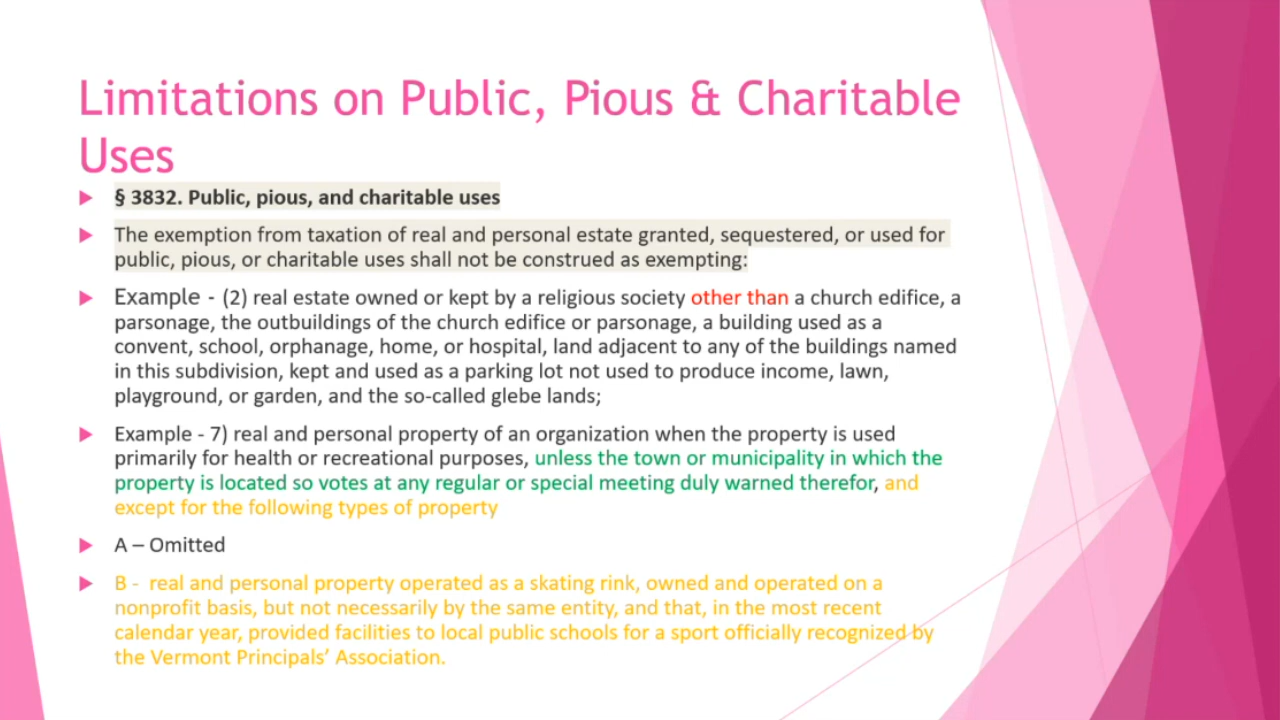 Limitations on Public, Pious & Charitable
Uses
§ 3832. Public, pious, and charitable uses
The exemption from taxation of real and personal estate granted, sequestered, or used for
public, pious, or charitable uses shall not be construed as exempting:
Example - (2) real estate owned or kept by a religious society other than a church edifice, a
parsonage, the outbuildings of the church edifice or parsonage, a building used as a
convent, school, orphanage, home, or hospital, land adjacent to any of the buildings named
in this subdivision, kept and used as a parking lot not used to produce income, lawn,
playground, or garden, and the so-called glebe lands;
Example - 7) real and personal property of an organization when the property is used
primarily for health or recreational purposes, unless the town or municipality in which the
property is located so votes at any regular or special meeting duly warned therefor, and
except for the following types of property
A – Omitted
B - real and personal property operated as a skating rink, owned and operated on a
nonprofit basis, but not necessarily by the same entity, and that, in the most recent
calendar year, provided facilities to local public schools for a sport officially recognized by
the Vermont Principals’ Association.